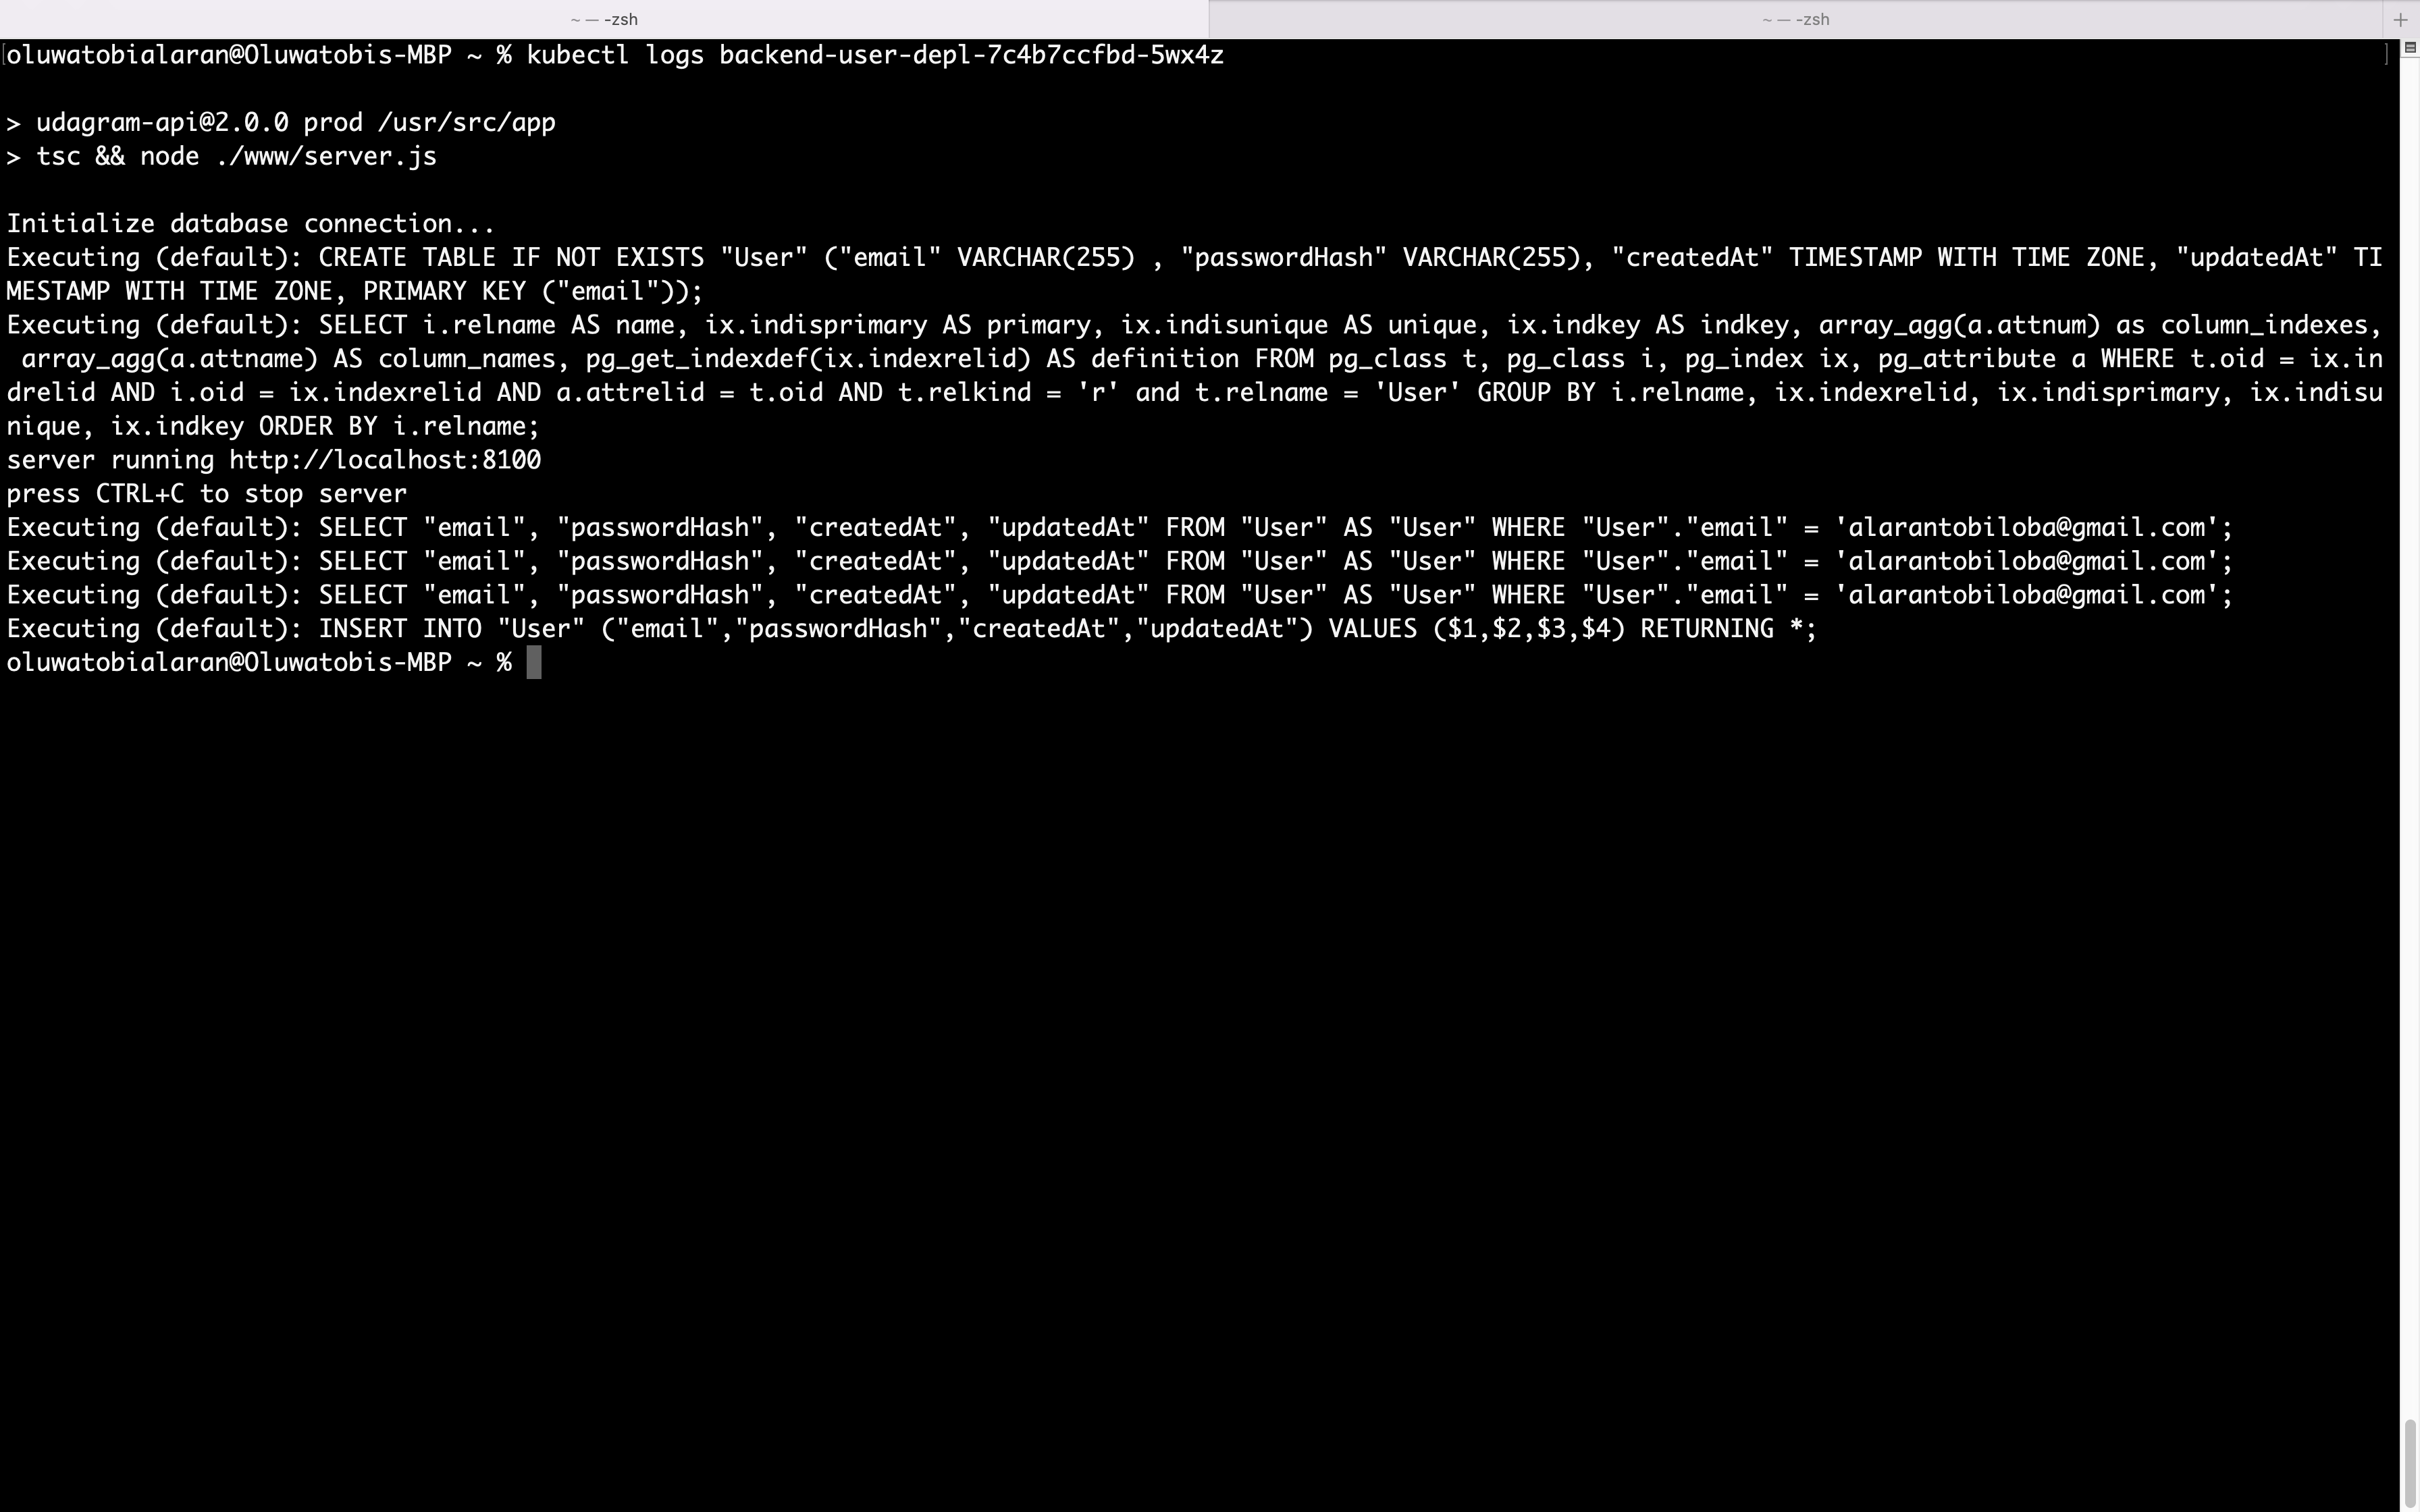 ~ — -zsh
~ — -zsh
+
[oluwatobialaran@Oluwatobis-MBP ~ % kubectl logs backend-user-depl-7c4b7ccfbd-5wx4z ]
> udagram-api@2.0.0 prod /usr/src/app
> tsc && node ./www/server.js
Initialize database connection...
Executing (default): CREATE TABLE IF NOT EXISTS "User" ("email" VARCHAR(255) , "passwordHash" VARCHAR(255), "createdAt" TIMESTAMP WITH TIME ZONE, "updatedAt" TI
MESTAMP WITH TIME ZONE, PRIMARY KEY ("email"));
Executing (default): SELECT i.relname AS name, ix.indisprimary AS primary, ix.indisunique AS unique, ix.indkey AS indkey, array_agg(a.attnum) as column_indexes,
 array_agg(a.attname) AS column_names, pg_get_indexdef(ix.indexrelid) AS definition FROM pg_class t, pg_class i, pg_index ix, pg_attribute a WHERE t.oid = ix.in
drelid AND i.oid = ix.indexrelid AND a.attrelid = t.oid AND t.relkind = 'r' and t.relname = 'User' GROUP BY i.relname, ix.indexrelid, ix.indisprimary, ix.indisu
nique, ix.indkey ORDER BY i.relname;
server running http://localhost:8100
press CTRL+C to stop server
Executing (default): SELECT "email", "passwordHash", "createdAt", "updatedAt" FROM "User" AS "User" WHERE "User"."email" = 'alarantobiloba@gmail.com';
Executing (default): SELECT "email", "passwordHash", "createdAt", "updatedAt" FROM "User" AS "User" WHERE "User"."email" = 'alarantobiloba@gmail.com';
Executing (default): SELECT "email", "passwordHash", "createdAt", "updatedAt" FROM "User" AS "User" WHERE "User"."email" = 'alarantobiloba@gmail.com';
Executing (default): INSERT INTO "User" ("email","passwordHash","createdAt","updatedAt") VALUES ($1,$2,$3,$4) RETURNING *;
oluwatobialaran@Oluwatobis-MBP ~ %